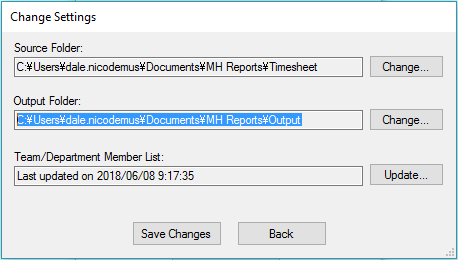 Change Settings
Source Folder:
C:¥Users¥dale.nicodemus¥Documents¥MH Reports¥Timesheet
Change...
Output Folder:
C:¥Users¥dale.nicodemus¥Documents¥MH Reports¥Output
Change...
Team/Department Member List:
Last updated on 2018/06/08 9:17:35
Update...
Save Changes
Back